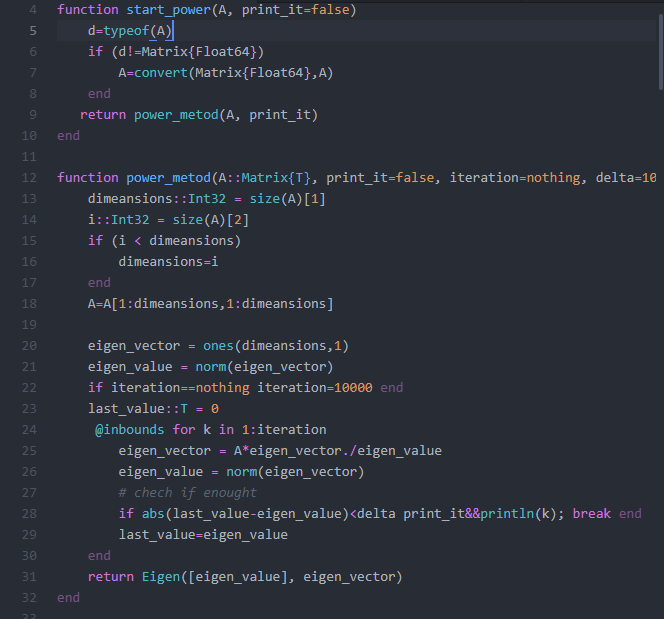 4 function start_power(A, print_it=false)
5 d=typeof(A)
6 if (d!=Matrix{Float64})
7 A=convert(Matrix{Float64},A)
8 end
9 return power_metod(A, print_it)
10 end
11
12 function power_metod(A::Matrix{T}, print_it=false, iteration=nothing, delta=10
13 dimeansions::Int32 = size(A)[1]
14 i::Int32 = size(A)[2]
15 if (i < dimeansions)
16 dimeansions=i
17 end
18 A=A[1:dimeansions,1:dimeansions]
19
20 eigen_vector = ones(dimeansions,1)
21 eigen_value = norm(eigen_vector)
22 if iteration==nothing iteration=10000 end
23 last_value::T = 0
24 @inbounds for k in 1:iteration
25 eigen_vector = A*eigen_vector./eigen_value
26 eigen_value = norm(eigen_vector)
27 # chech if enought
28 if abs(last_value-eigen_value)<delta print_it&&println(k); break end
29 last_value=eigen_value
30 end
31 return Eigen([eigen_value], eigen_vector)
32 end
33